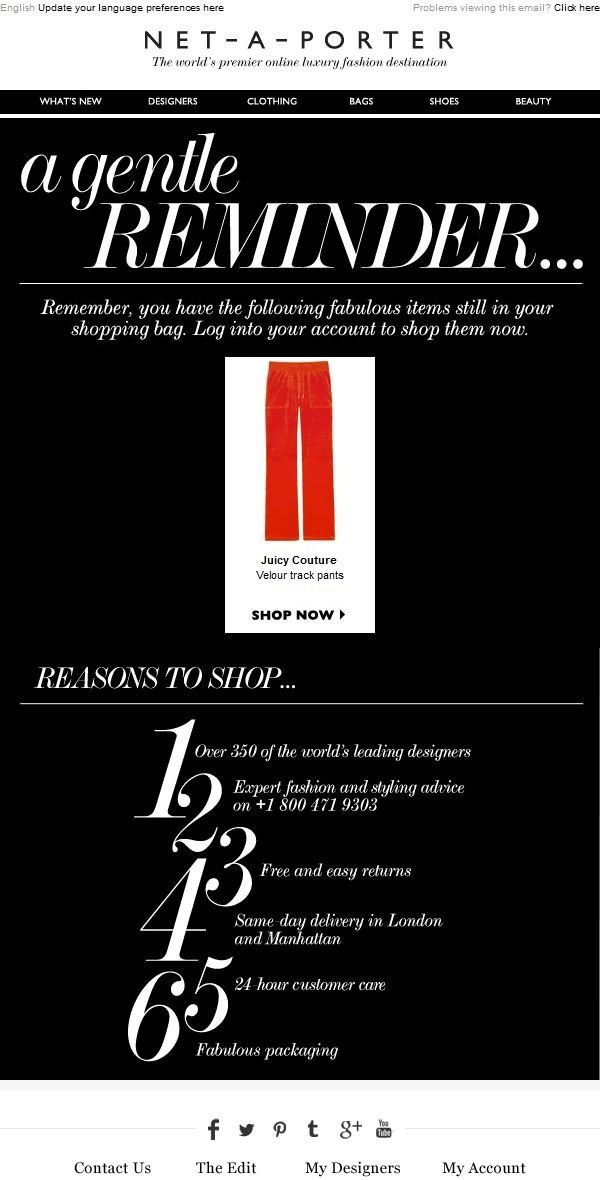 English Update your language preferences here
Problems viewing this email? Click here
NET-A-PORTER
The world's premier online luxury fashion destination
WHAT'S NEW DESIGNERS CLOTHING BAGS SHOES BEAUTY
a gentle
REMINDER...
Remember, you have the following fabulous items still in your
shopping bag. Log into your account to shop them now.
Juicy Couture
Velour track pants
SHOP NOW
REASONS TO SHOP...
1 Over 350 of the world's leading designers
2 Expert fashion and styling advice
on +1 800 471 9303
3 Free and easy returns
4 Same-day delivery in London
and Manhattan
5 24-hour customer care
6 Fabulous packaging
f t g+ You Tube
Contact Us The Edit My Designers My Account